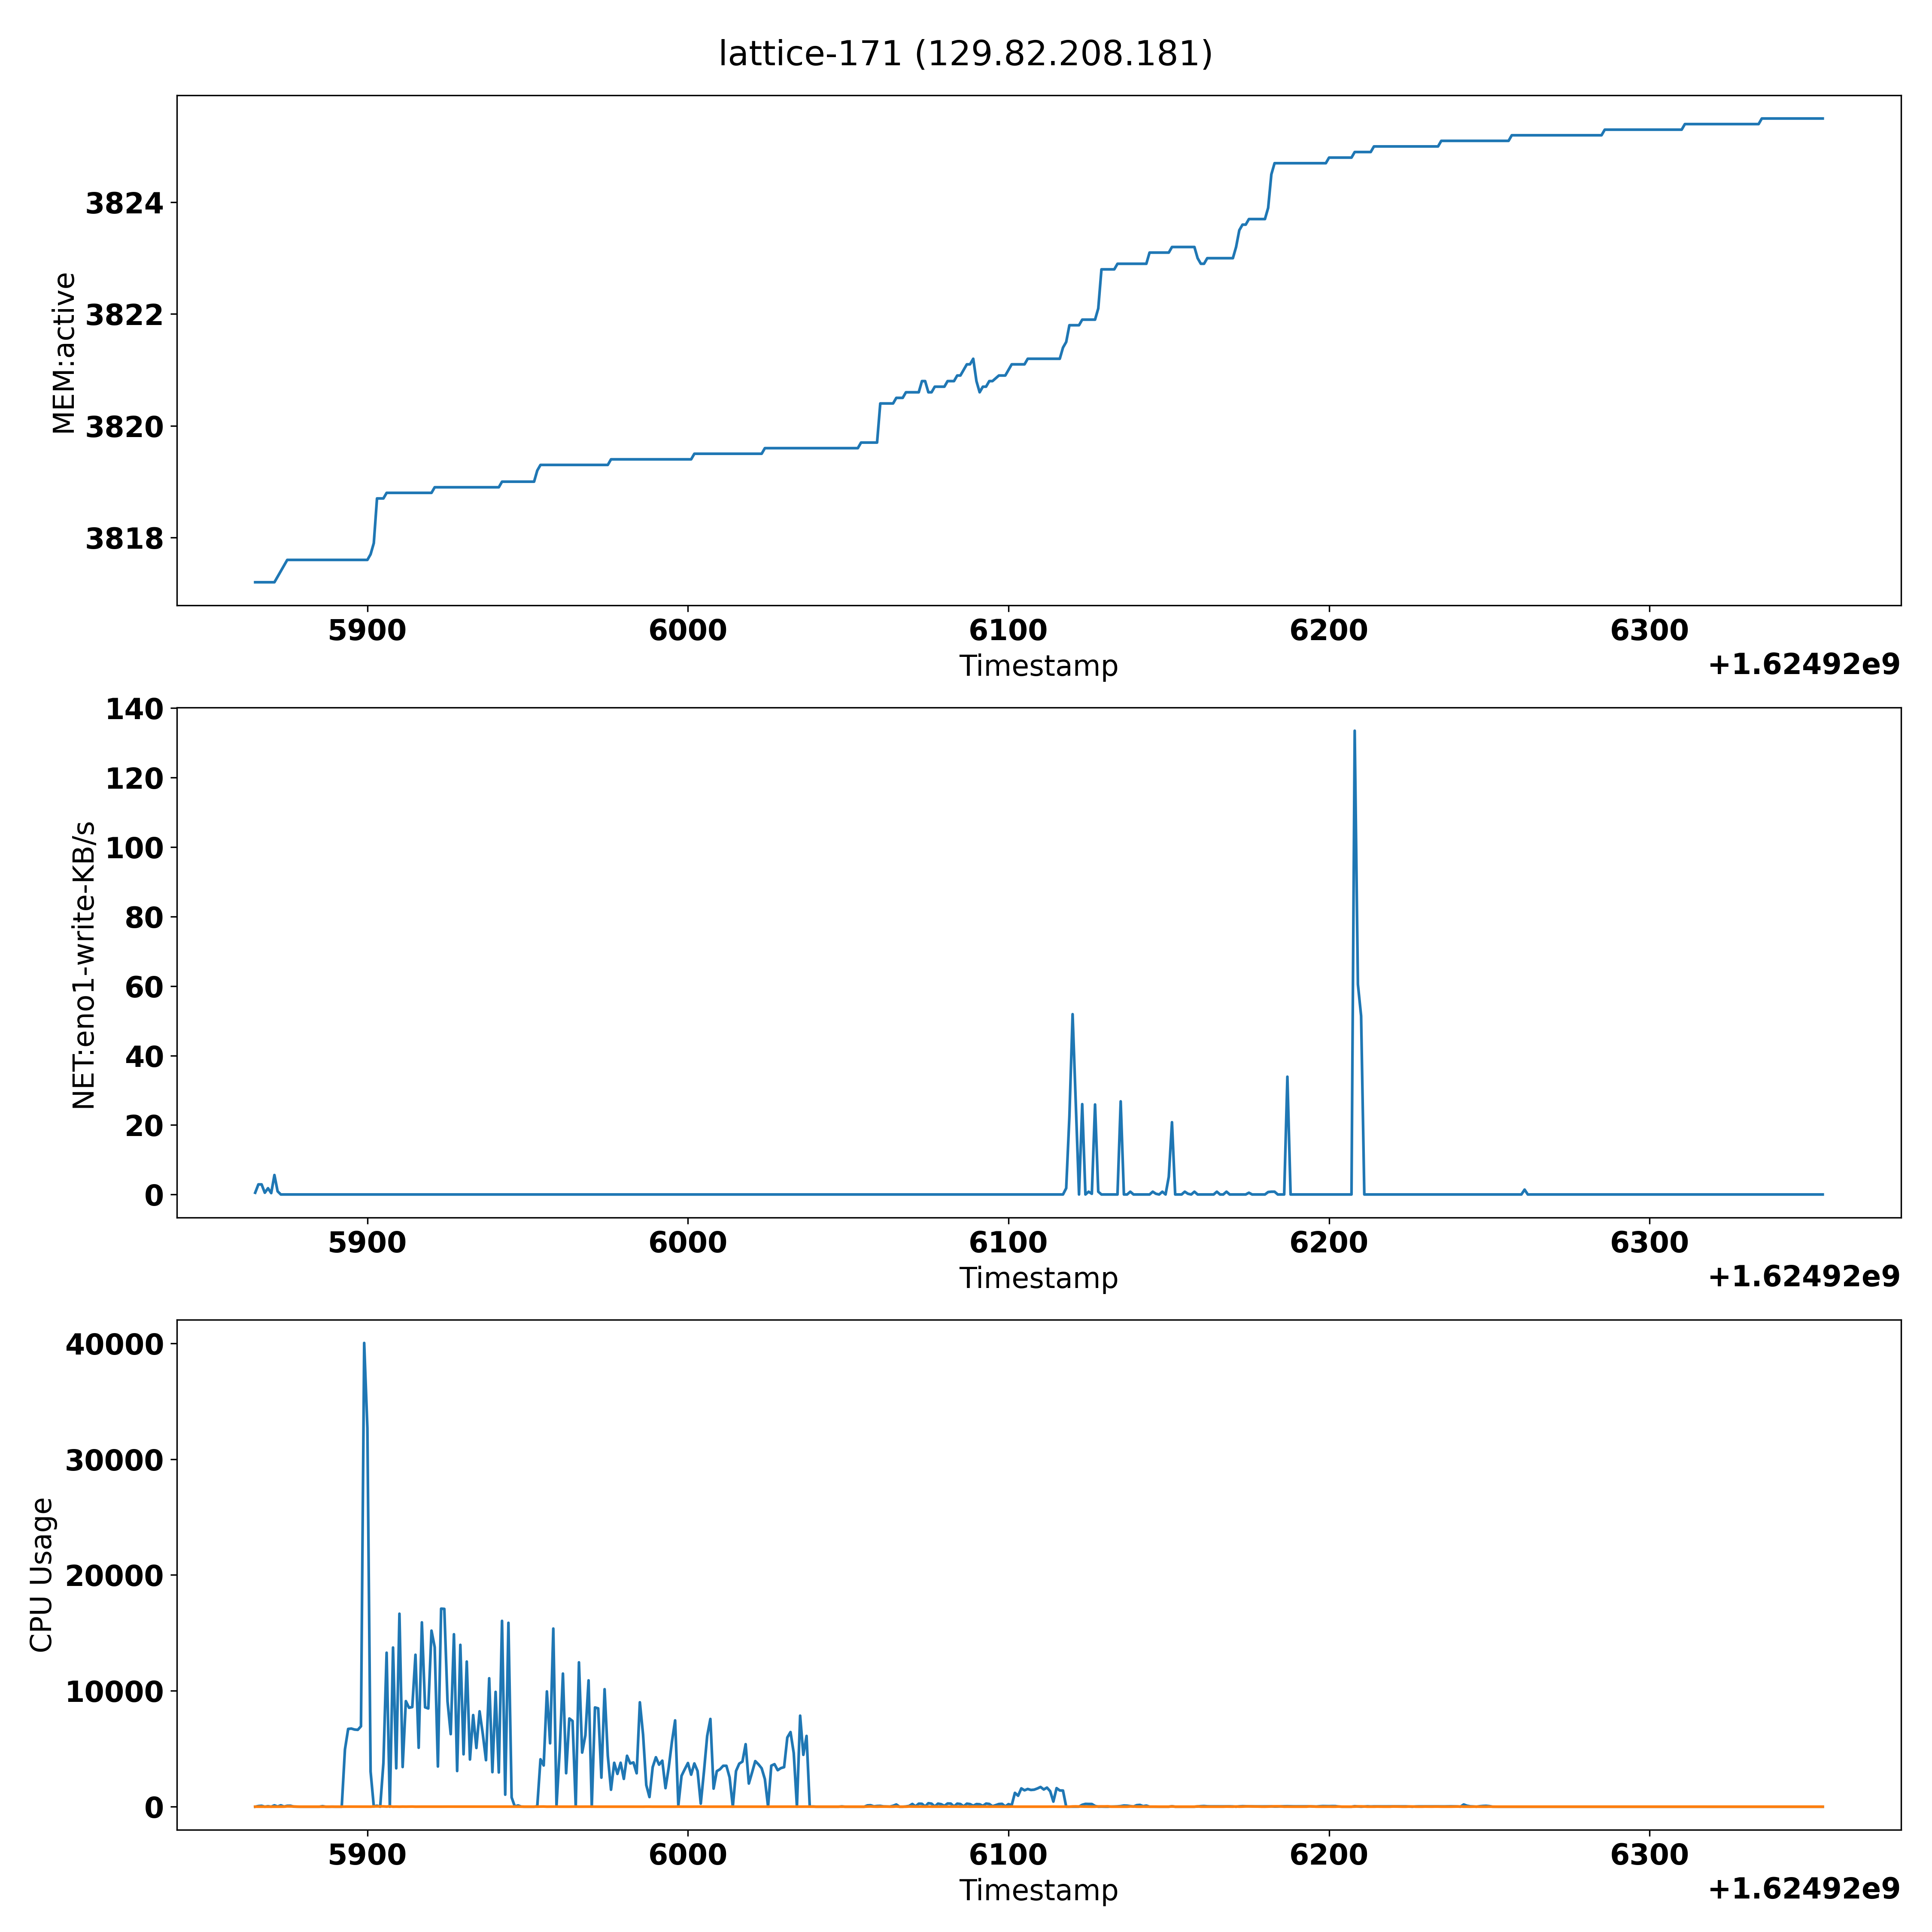 lattice-171 (129.82.208.181)
3824
3822
3820
3818
MEM:active
5900 6000 6100 6200 6300
Timestamp
+1.62492e9
140
120
100
80
60
40
20
0
NET:eno1-write-KB/s
5900 6000 6100 6200 6300
Timestamp
+1.62492e9
40000
30000
20000
10000
0
CPU Usage
5900 6000 6100 6200 6300
Timestamp
+1.62492e9